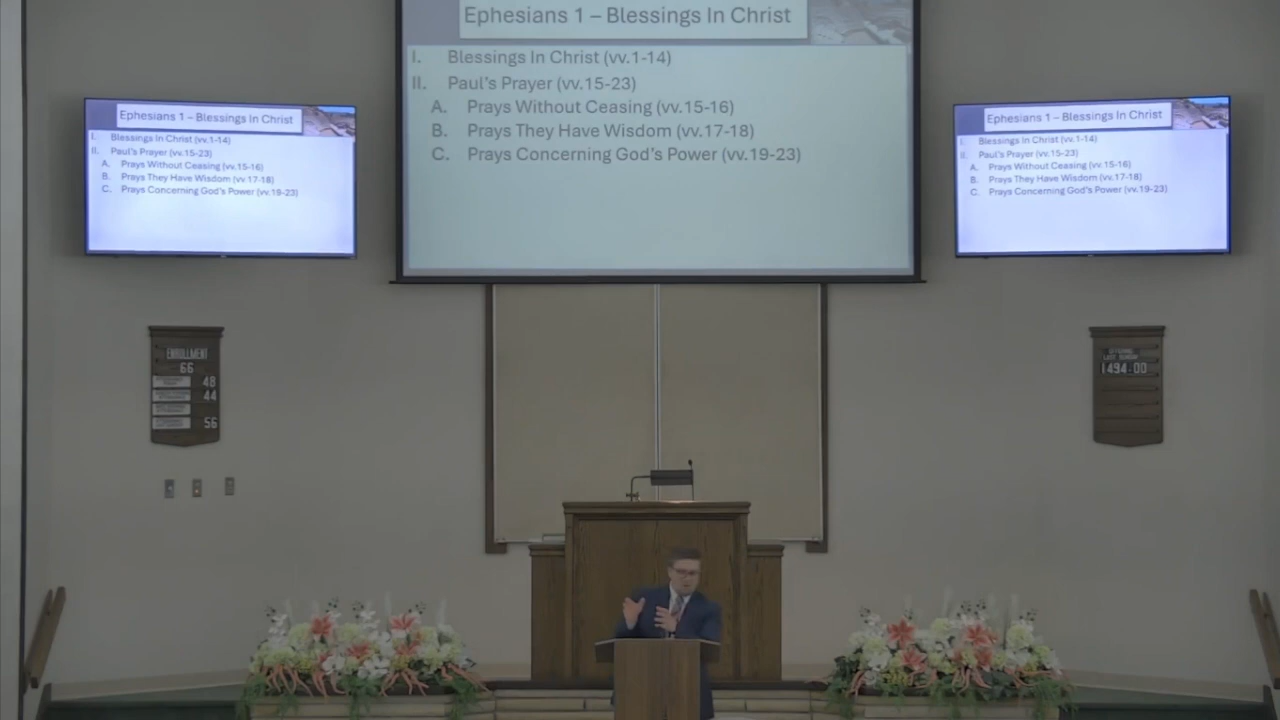 Ephesians 1 – Blessings In Christ
I. Blessings In Christ (vv.1-14)
II. Paul's Prayer (vv.15-23)
A. Prays Without Ceasing (vv.15-16)
B. Prays They Have Wisdom (vv.17-18)
C. Prays Concerning God's Power (vv.19-23)
Ephesians 1 – Blessings In Christ
I. Blessings In Christ (vv.1-14)
II. Paul's Prayer (vv.15-23)
A. Prays Without Ceasing (vv.15-16)
B. Prays They Have Wisdom (vv 17-18)
C. Prays Concerning God's Power (vv.19-23)
Ephesians 1 – Blessings In Christ
I. Blessings In Christ (vv.1-14)
II. Paul's Prayer (vv.15-23)
A. Prays Without Ceasing (vv.15-16)
B. Prays They Have Wisdom (vv.17-18)
C. Prays Concerning God's Power (vv.19-23)
ENROLLMENT
66
48
44
56
OFFERING
LAST SUNDAY
1494.00